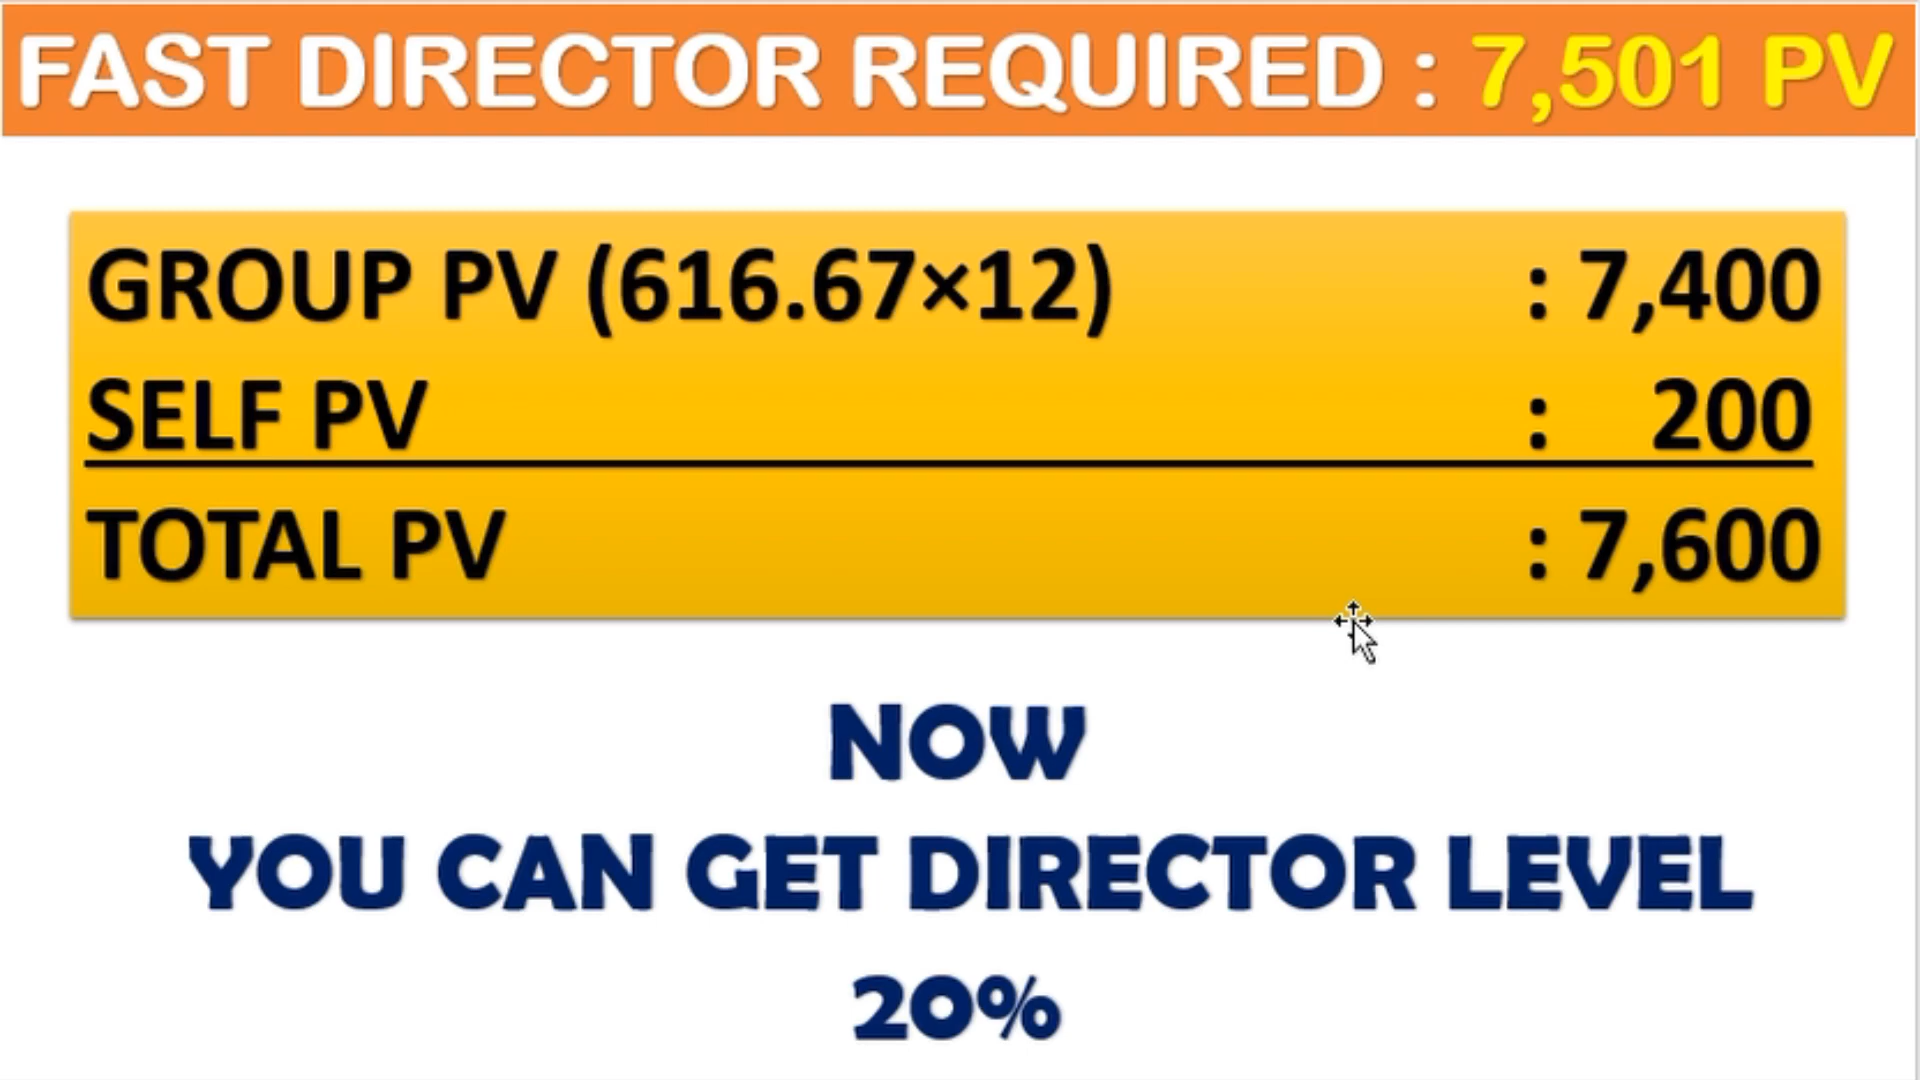 FAST DIRECTOR REQUIRED : 7,501 PV
GROUP PV (616.67×12) : 7,400
SELF PV : 200
TOTAL PV : 7,600
NOW
YOU CAN GET DIRECTOR LEVEL
20%